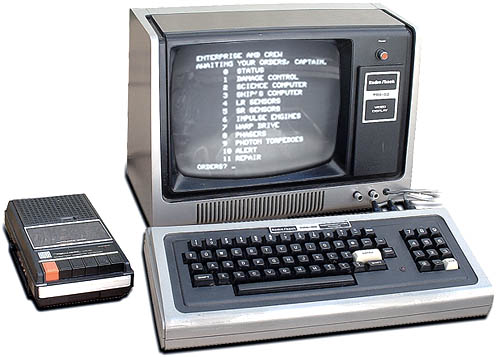 ENTERPRISE AND CREW
AWAITING YOUR ORDERS, CAPTAIN.
0 STATUS
1 DAMAGE CONTROL
2 SCIENCE COMPUTER
3 SHIP'S COMPUTER
4 LR SENSORS
5 SR SENSORS
6 IMPULSE ENGINES
7 WARP DRIVE
8 PHASERS
9 PHOTON TORPEDOES
10 ALERT
11 REPAIR
ORDERS? _
Radio Shack
TRS-80
VIDEO
DISPLAY
Radio Shack